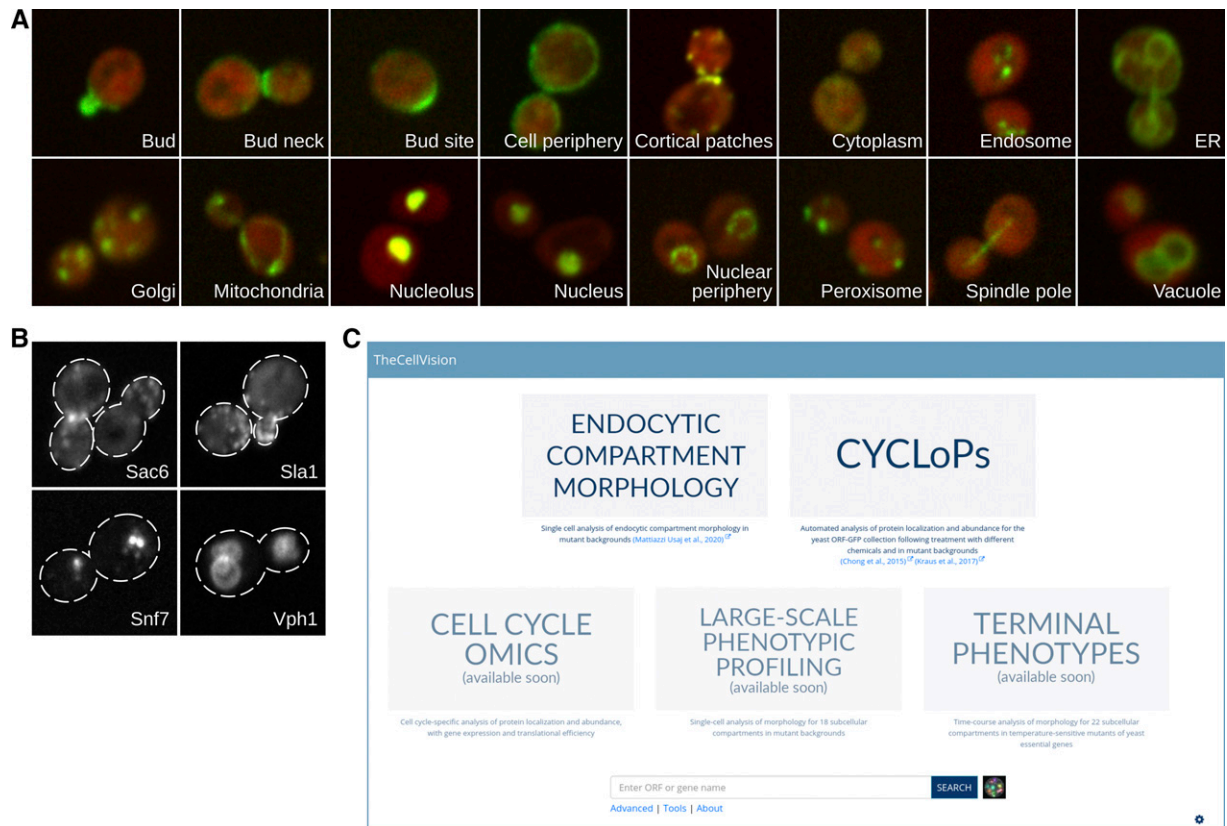 A
Bud
Bud neck
Bud site
Cell periphery
Cortical patches
Cytoplasm
Endosome
ER
Golgi
Mitochondria
Nucleolus
Nucleus
Nuclear
periphery
Peroxisome
Spindle pole
Vacuole
B
Sac6
Sla1
Snf7
Vph1
C
TheCellVision
ENDOCYTIC
COMPARTMENT
MORPHOLOGY
Single cell analysis of endocytic compartment morphology in
mutant backgrounds (Mattiazzi Usaj et al., 2020)
CYCLoPs
Automated analysis of protein localization and abundance for the
yeast ORF-GFP collection following treatment with different
chemicals and in mutant backgrounds
(Chong et al., 2015) (Kraus et al., 2017)
CELL CYCLE
OMICS
(available soon)
Cell cycle-specific analysis of protein localization and abundance,
with gene expression and translational efficiency
LARGE-SCALE
PHENOTYPIC
PROFILING
(available soon)
Single-cell analysis of morphology for 18 subcellular
compartments in mutant backgrounds
TERMINAL
PHENOTYPES
(available soon)
Time-course analysis of morphology for 22 subcellular
compartments in temperature-sensitive mutants of yeast
essential genes
Enter ORF or gene name
SEARCH
Advanced | Tools | About